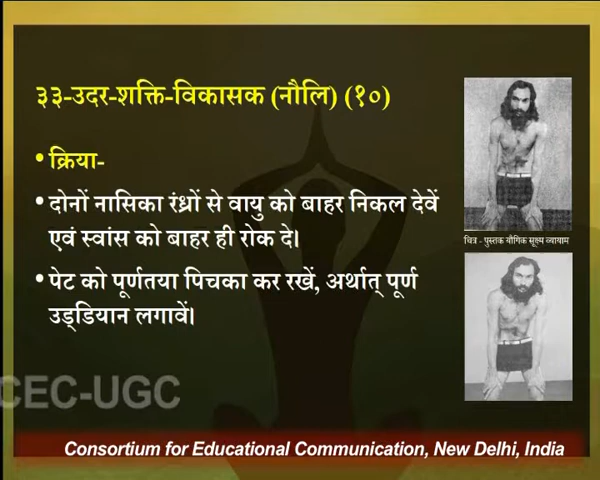 ३३-उदर-शक्ति-विकासक (नौलि) (१०)
• क्रिया-
• दोनों नासिका रंध्रों से वायु को बाहर निकल देवें
एवं स्वांस को बाहर ही रोक दे।
• पेट को पूर्णतया पिचका कर रखें, अर्थात् पूर्ण
उड्डियान लगावें।
चित्र - पुस्तक यौगिक सूक्ष्म व्यायाम
CEC-UGC
Consortium for Educational Communication, New Delhi, India